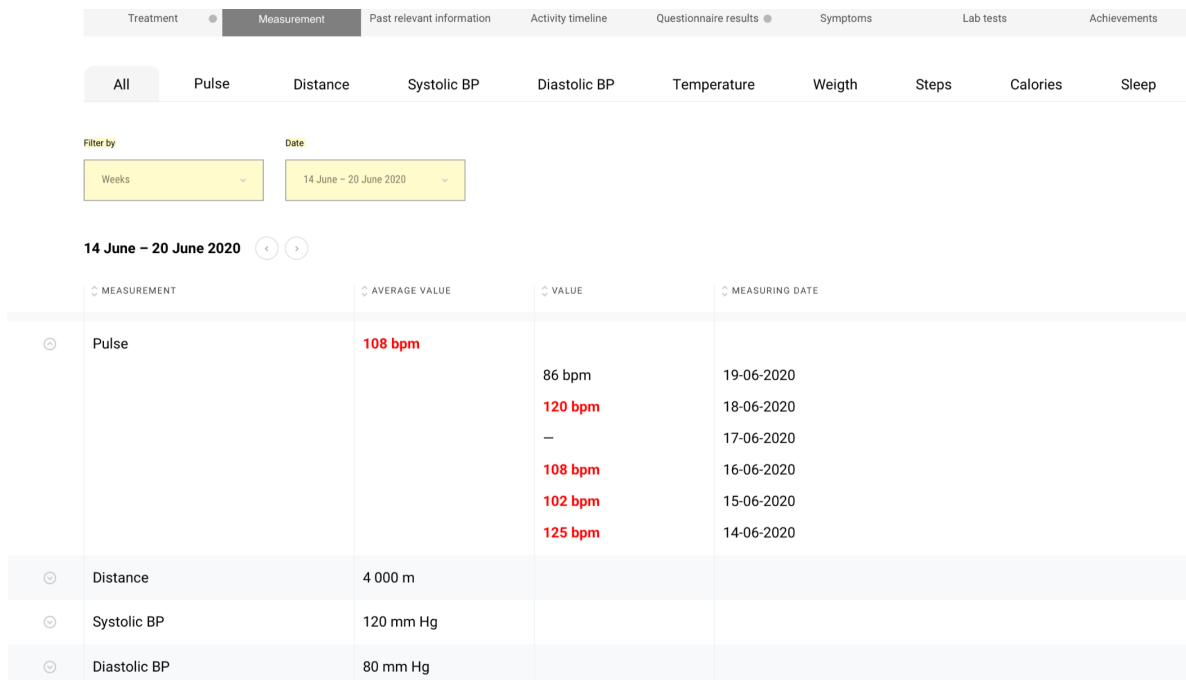 Treatment Measurement Past relevant information Activity timeline Questionnaire results Symptoms Lab tests Achievements
All Pulse Distance Systolic BP Diastolic BP Temperature Weigth Steps Calories Sleep
Filter by Date
Weeks 14 June – 20 June 2020
14 June – 20 June 2020
MEASUREMENT AVERAGE VALUE VALUE MEASURING DATE
Pulse 108 bpm
86 bpm 19-06-2020
120 bpm 18-06-2020
— 17-06-2020
108 bpm 16-06-2020
102 bpm 15-06-2020
125 bpm 14-06-2020
Distance 4 000 m
Systolic BP 120 mm Hg
Diastolic BP 80 mm Hg